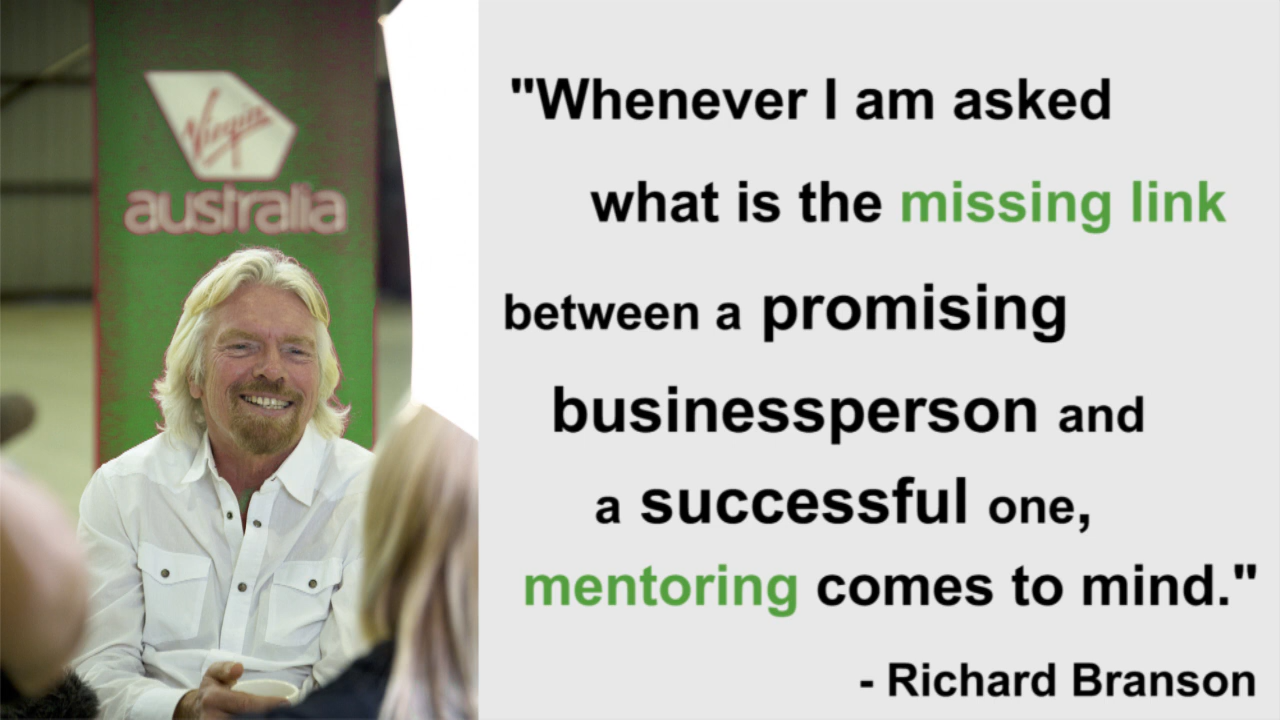 Virgin
australia
"Whenever I am asked
what is the missing link
between a promising
businessperson and
a successful one,
mentoring comes to mind."
- Richard Branson